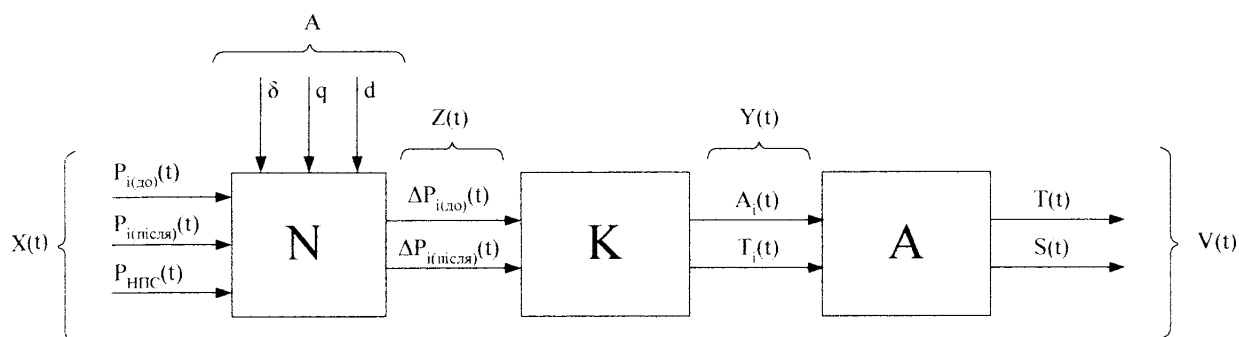 A
δ q d
Z(t) Y(t)
X(t) P_i(до)(t) N ΔP_i(до)(t) K A_i(t) A T(t) V(t)
P_i(після)(t) ΔP_i(після)(t) T_i(t) S(t)
P_НПС(t)